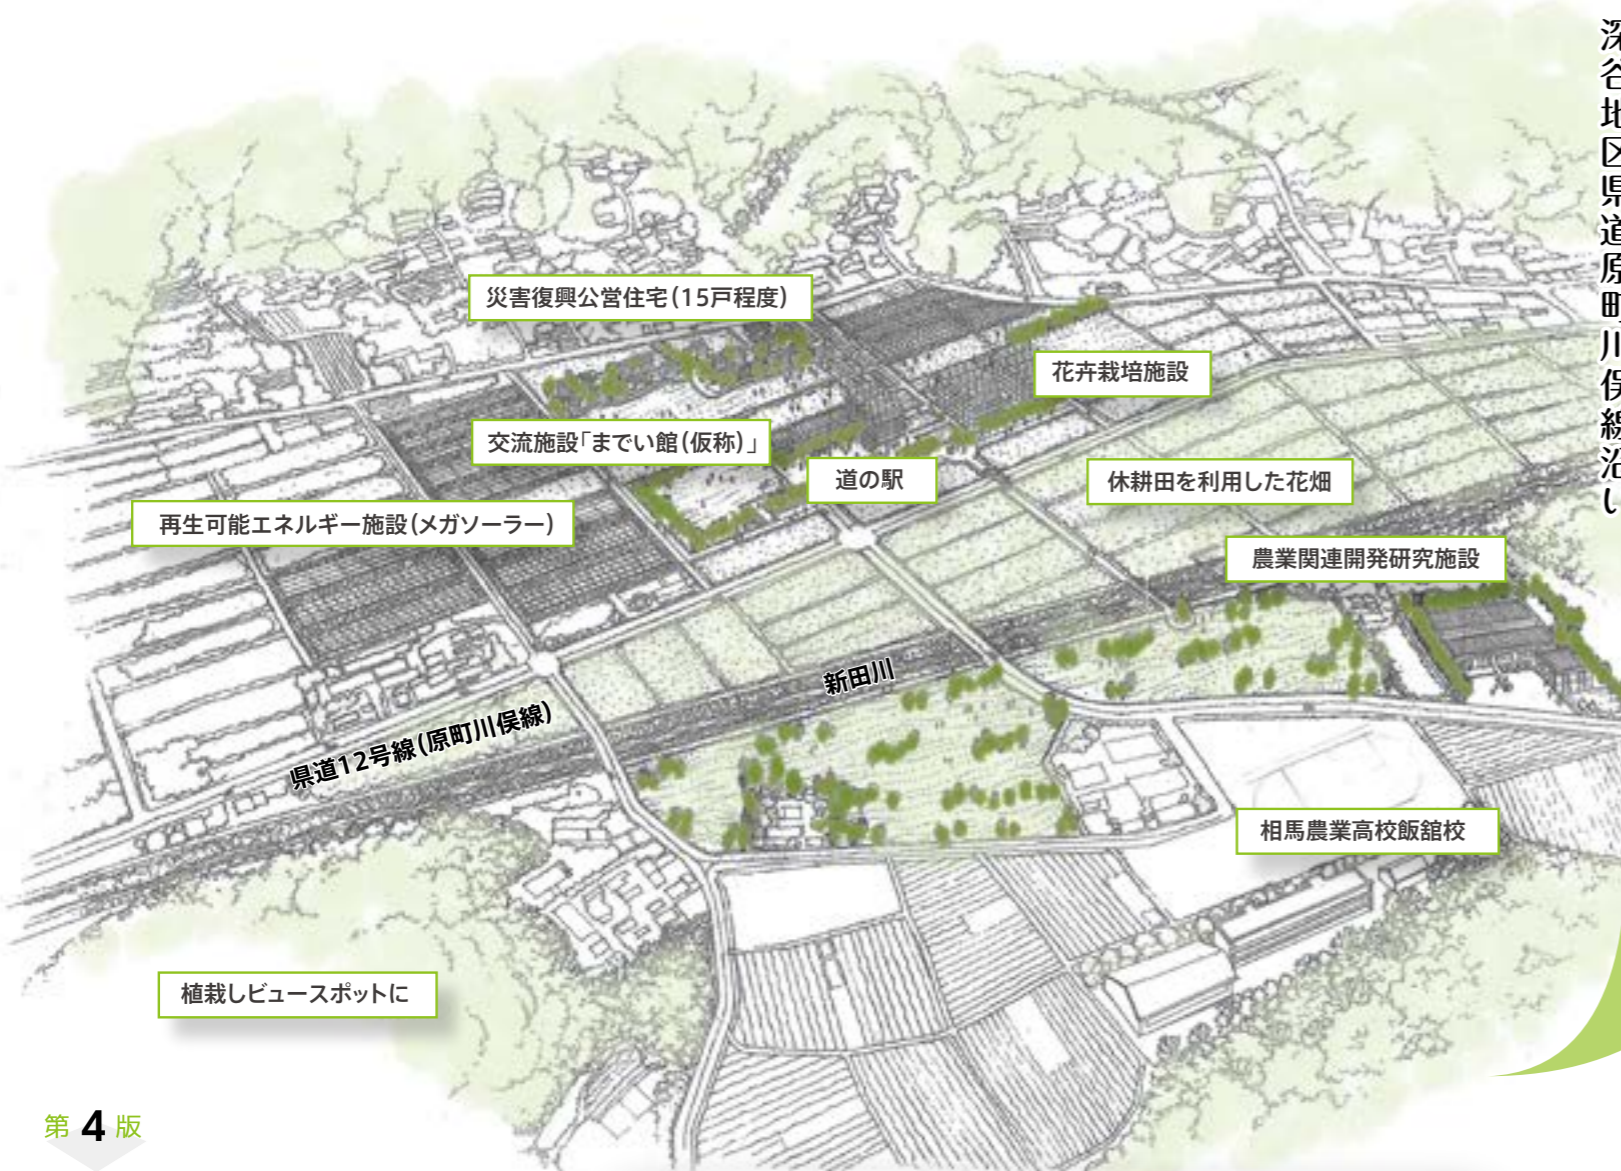 深谷地区県道原町川俣線沿い
災害復興公営住宅(15戸程度)
花卉栽培施設
交流施設「までい館(仮称)」
道の駅
休耕田を利用した花畑
再生可能エネルギー施設(メガソーラー)
農業関連開発研究施設
新田川
県道12号線(原町川俣線)
相馬農業高校飯舘校
植栽しビュースポットに
第4版